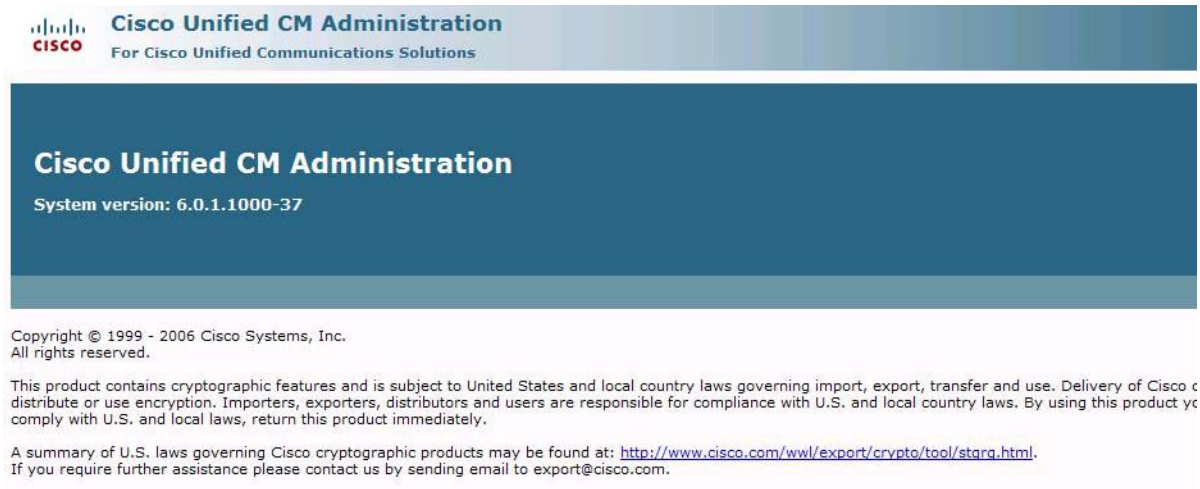 CISCO
Cisco Unified CM Administration
For Cisco Unified Communications Solutions
Cisco Unified CM Administration
System version: 6.0.1.1000-37
Copyright © 1999 - 2006 Cisco Systems, Inc.
All rights reserved.
This product contains cryptographic features and is subject to United States and local country laws governing import, export, transfer and use. Delivery of Cisco
distribute or use encryption. Importers, exporters, distributors and users are responsible for compliance with U.S. and local country laws. By using this product
comply with U.S. and local laws, return this product immediately.
A summary of U.S. laws governing Cisco cryptographic products may be found at: http://www.cisco.com/wwl/export/crypto/tool/stqrg.html.
If you require further assistance please contact us by sending email to export@cisco.com.